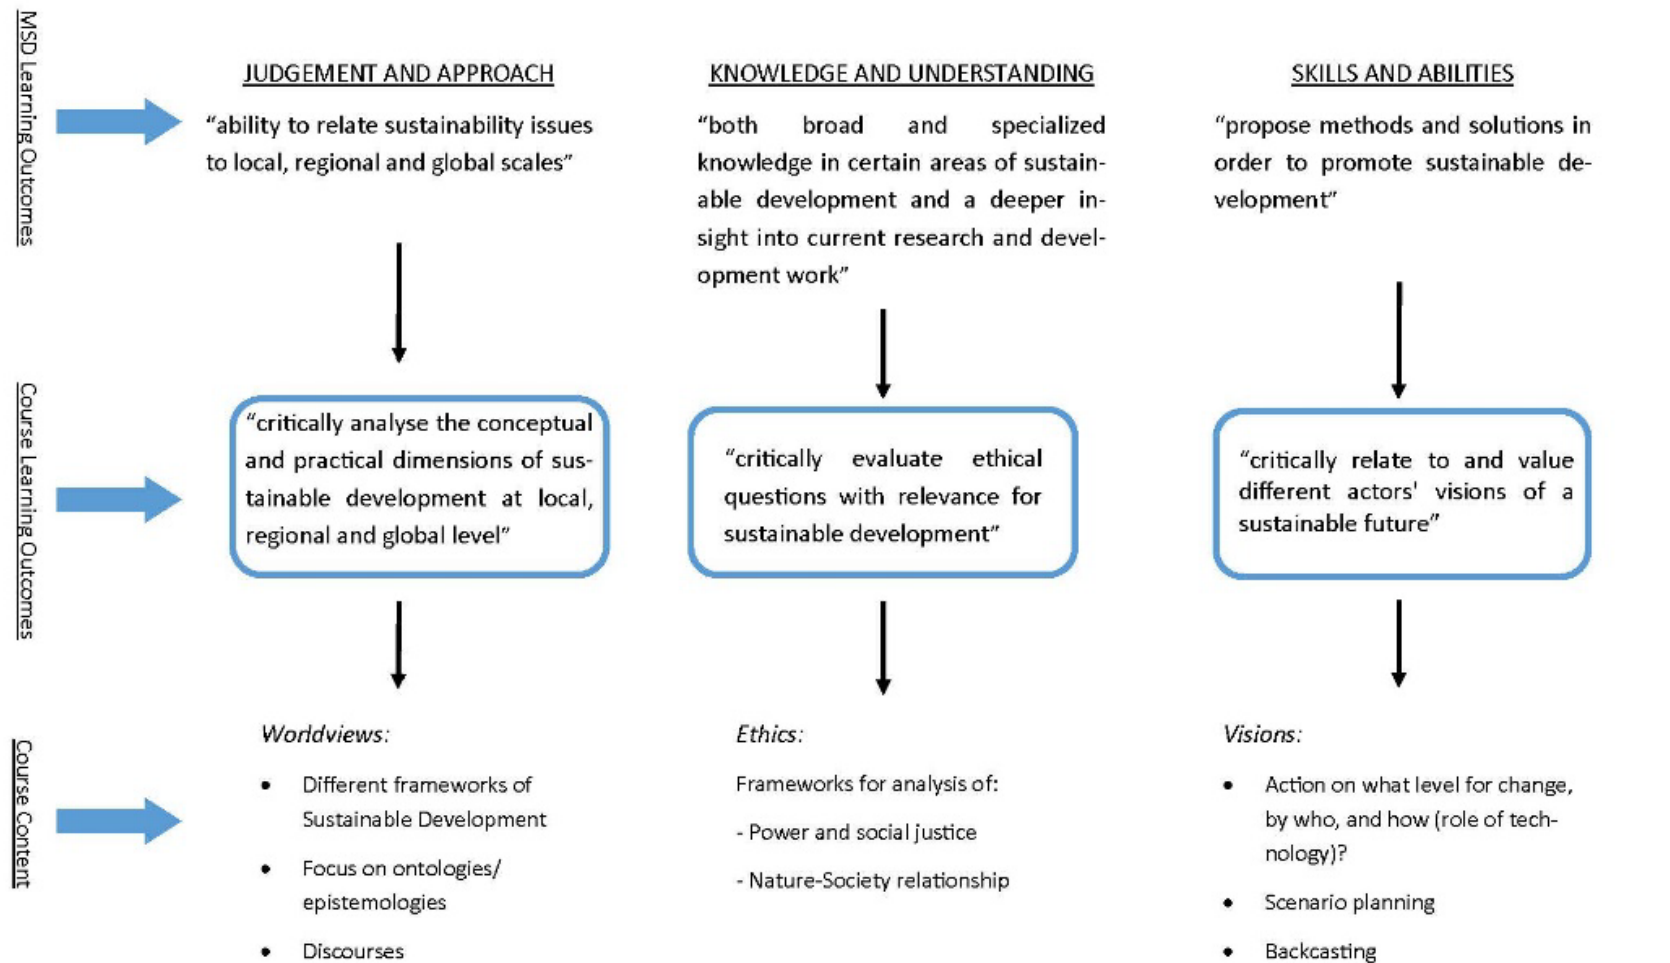 MSD Learning Outcomes
JUDGEMENT AND APPROACH
“ability to relate sustainability issues
to local, regional and global scales”
KNOWLEDGE AND UNDERSTANDING
“both broad and specialized
knowledge in certain areas of sustain-
able development and a deeper in-
sight into current research and devel-
opment work”
SKILLS AND ABILITIES
“propose methods and solutions in
order to promote sustainable de-
velopment”
Course Learning Outcomes
“critically analyse the conceptual
and practical dimensions of sus-
tainable development at local,
regional and global level”
“critically evaluate ethical
questions with relevance for
sustainable development”
“critically relate to and value
different actors' visions of a
sustainable future”
Course Content
Worldviews:
• Different frameworks of
Sustainable Development
• Focus on ontologies/
epistemologies
• Discourses
Ethics:
Frameworks for analysis of:
- Power and social justice
- Nature-Society relationship
Visions:
• Action on what level for change,
by who, and how (role of tech-
nology)?
• Scenario planning
• Backcasting